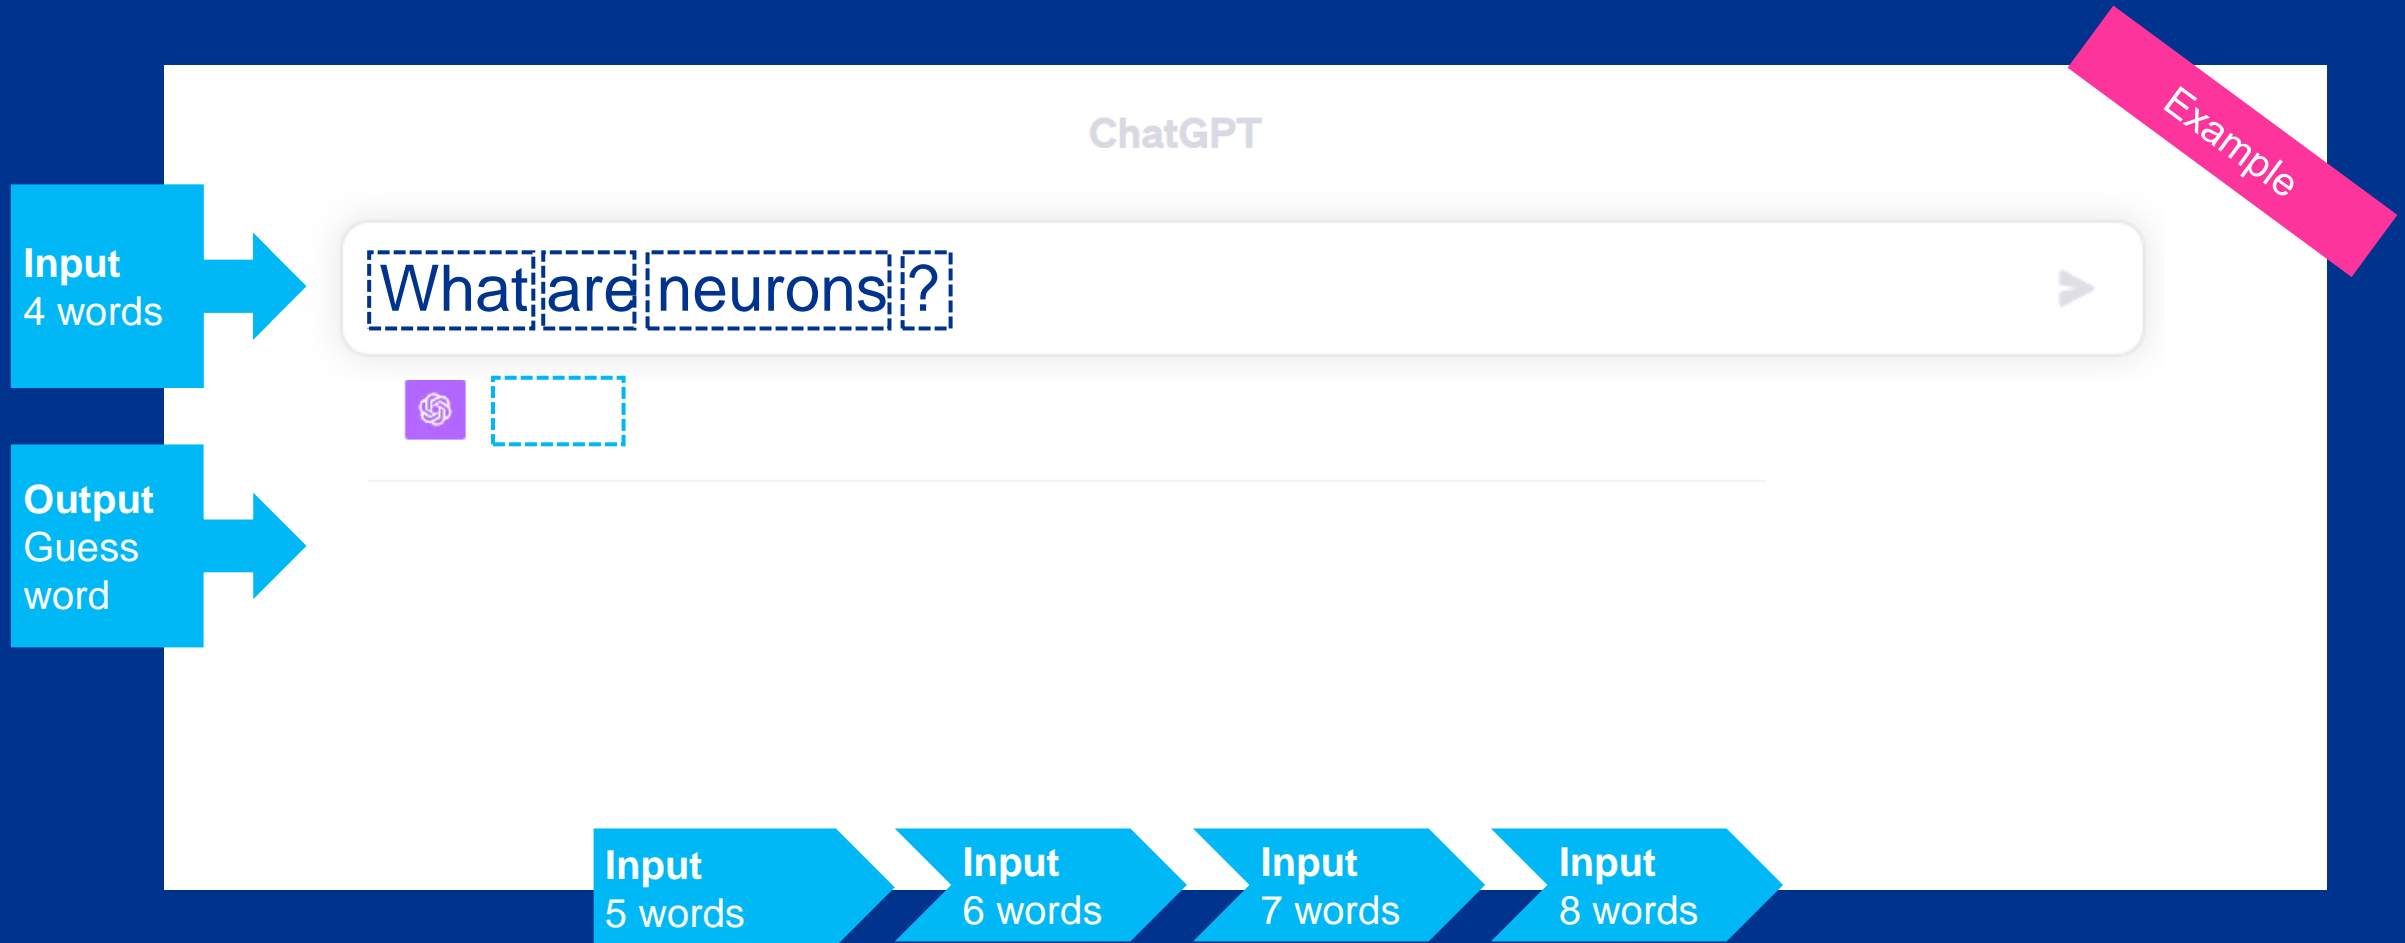 ChatGPT
Example
Input
4 words
What are neurons ?
Output
Guess
word
Input
5 words
Input
6 words
Input
7 words
Input
8 words